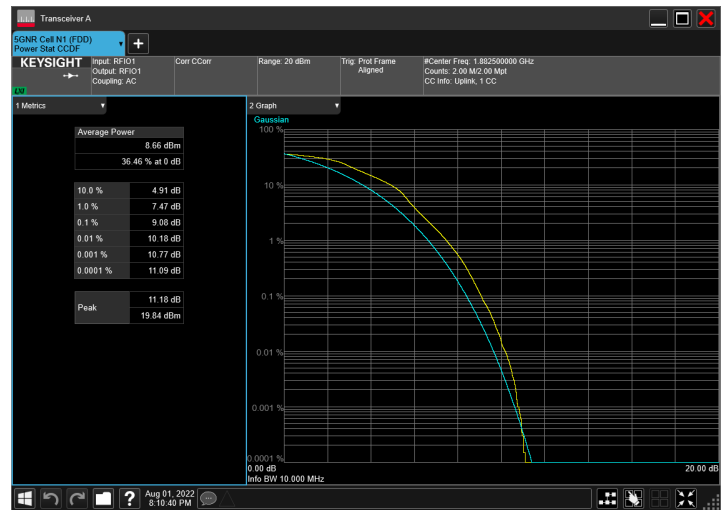 Transceiver A
5GNR Cell N1 (FDD)
Power Stat CCDF
KEYSIGHT
Input: RFIO1
Output: RFIO1
Coupling: AC
Corr CCorr
Range: 20 dBm
Trig: Prot Frame
Aligned
#Center Freq: 1.882500000 GHz
Counts: 2.00 M/2.00 Mpt
CC Info: Uplink, 1 CC
LXI
1 Metrics
Average Power
8.66 dBm
36.46 % at 0 dB
10.0 % 4.91 dB
1.0 % 7.47 dB
0.1 % 9.08 dB
0.01 % 10.18 dB
0.001 % 10.77 dB
0.0001 % 11.09 dB
Peak
11.18 dB
19.84 dBm
2 Graph
Gaussian
100 %
10 %
1 %
0.1 %
0.01 %
0.001 %
0.0001 %
0.00 dB
20.00 dB
Info BW 10.000 MHz
?
Aug 01, 2022
8:10:40 PM